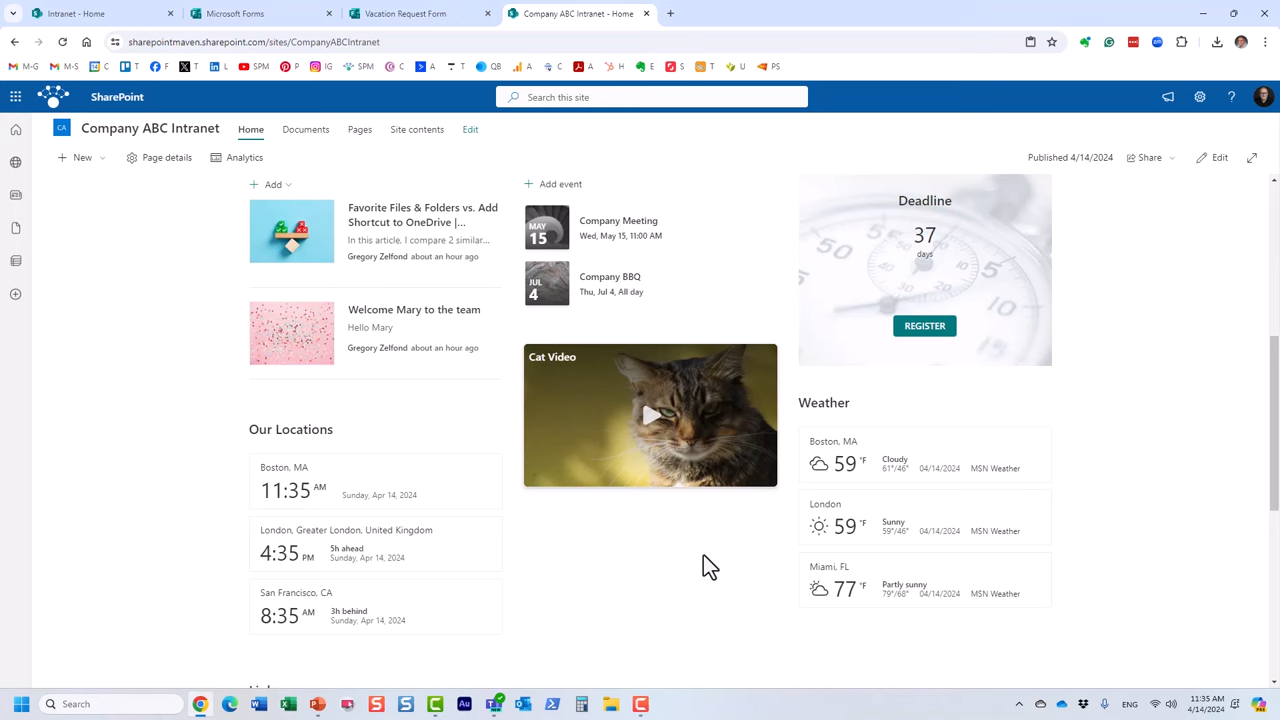 Intranet - Home
Microsoft Forms
Vacation Request Form
Company ABC Intranet - Home
sharepointmaven.sharepoint.com/sites/CompanyABCIntranet
M-G
M-S
C
T
F
T
L
SPM
P
IG
SPM
C
A
T
QB
A
C
A
H
E
S
T
U
PS
SharePoint
Search this site
CA
Company ABC Intranet
Home
Documents
Pages
Site contents
Edit
New
Page details
Analytics
Published 4/14/2024
Share
Edit
Add
Favorite Files & Folders vs. Add
Shortcut to OneDrive |...
In this article, I compare 2 similar...
Gregory Zelfond about an hour ago
Welcome Mary to the team
Hello Mary
Gregory Zelfond about an hour ago
Our Locations
Boston, MA
11:35 AM
Sunday, Apr 14, 2024
London, Greater London, United Kingdom
4:35 PM
5h ahead
Sunday, Apr 14, 2024
San Francisco, CA
8:35 AM
3h behind
Sunday, Apr 14, 2024
Add event
MAY
15
Company Meeting
Wed, May 15, 11:00 AM
JUL
4
Company BBQ
Thu, Jul 4, All day
Cat Video
Deadline
37
days
REGISTER
Weather
Boston, MA
59 °F
Cloudy
61°/46° 04/14/2024 MSN Weather
London
59 °F
Sunny
59°/46° 04/14/2024 MSN Weather
Miami, FL
77 °F
Partly sunny
79°/68° 04/14/2024 MSN Weather
Search
ENG
11:35 AM
4/14/2024